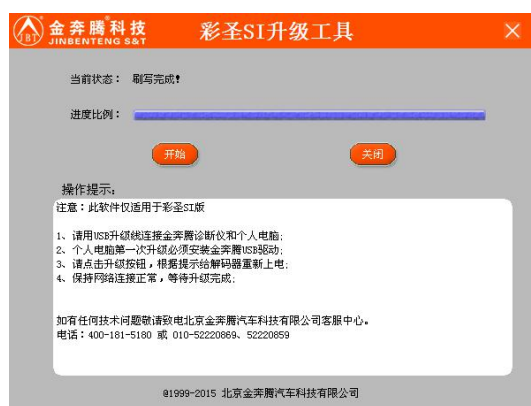 JBT
金奔腾科技
JINBENTENG S&T
彩圣SI升级工具
当前状态： 刷写完成！
进度比例：
开始
关闭
操作提示：
注意：此软件仅适用于彩圣SI版
1、请用USB升级线连接金奔腾诊断仪和个人电脑;
2、个人电脑第一次升级必须安装金奔腾USB驱动;
3、请点击升级按钮，根据提示给解码器重新上电;
4、保持网络连接正常，等待升级完成;
如有任何技术问题敬请致电北京金奔腾汽车科技有限公司客服中心。
电话：400-181-5180 或 010-52220869、52220859
@1999-2015 北京金奔腾汽车科技有限公司